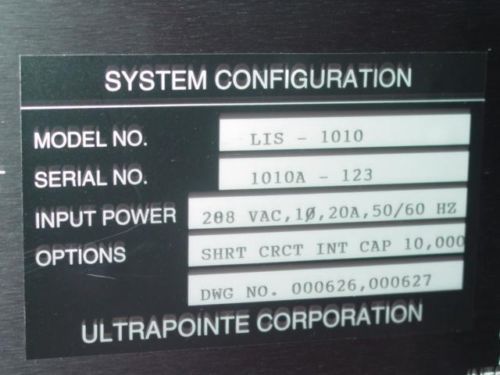 SYSTEM CONFIGURATION
MODEL NO. LIS - 1010
SERIAL NO. 1010A - 123
INPUT POWER 208 VAC,1Ø,20A,50/60 HZ
OPTIONS SHRT CRCT INT CAP 10,000
DWG NO. 000626,000627
ULTRAPOINTE CORPORATION